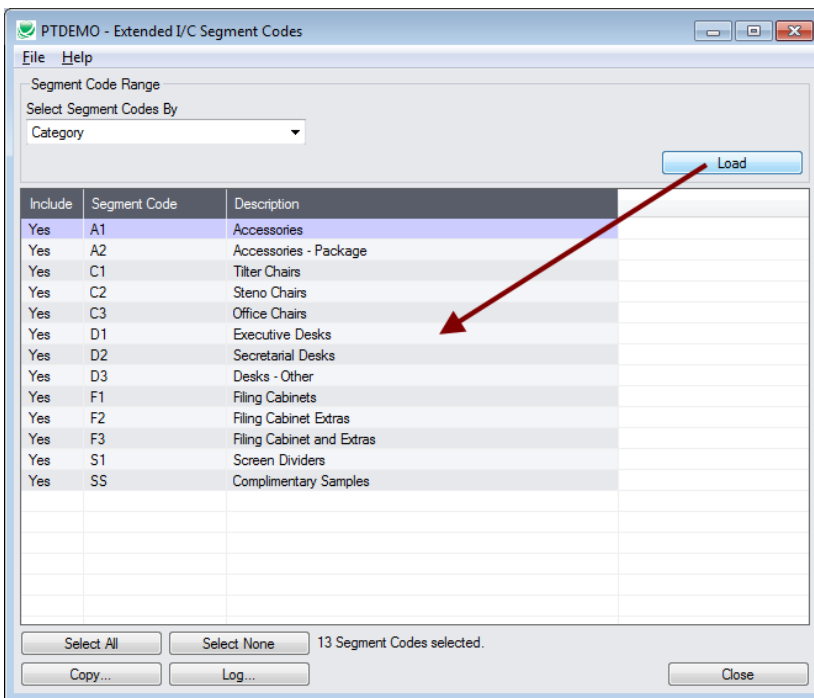 PTDEMO - Extended I/C Segment Codes
File Help
Segment Code Range
Select Segment Codes By
Category
Load
Include Segment Code Description
Yes A1 Accessories
Yes A2 Accessories - Package
Yes C1 Tilter Chairs
Yes C2 Steno Chairs
Yes C3 Office Chairs
Yes D1 Executive Desks
Yes D2 Secretarial Desks
Yes D3 Desks - Other
Yes F1 Filing Cabinets
Yes F2 Filing Cabinet Extras
Yes F3 Filing Cabinet and Extras
Yes S1 Screen Dividers
Yes SS Complimentary Samples
Select All Select None 13 Segment Codes selected.
Copy... Log... Close